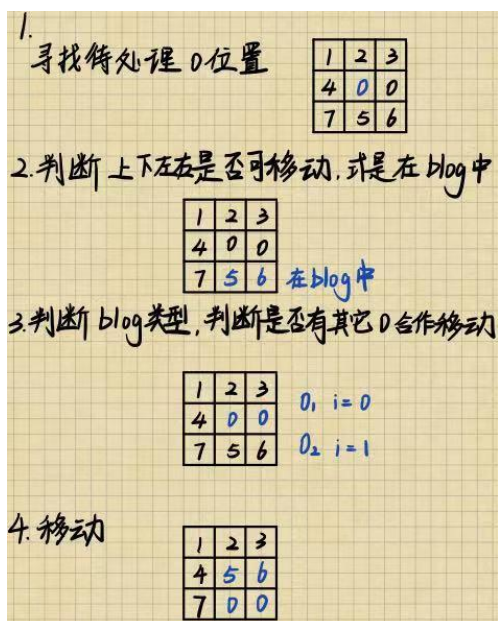 1.
寻找待处理 0位置
1 2 3
4 0 0
7 5 6
2.判断 上下左右是否可移动,或是在 blog中
1 2 3
4 0 0
7 5 6 在blog中
3.判断 blog类型,判断是否有其它 0合作移动
1 2 3
4 0 0 0₁ i=0
7 5 6 0₂ i=1
4.移动
1 2 3
4 5 6
7 0 0